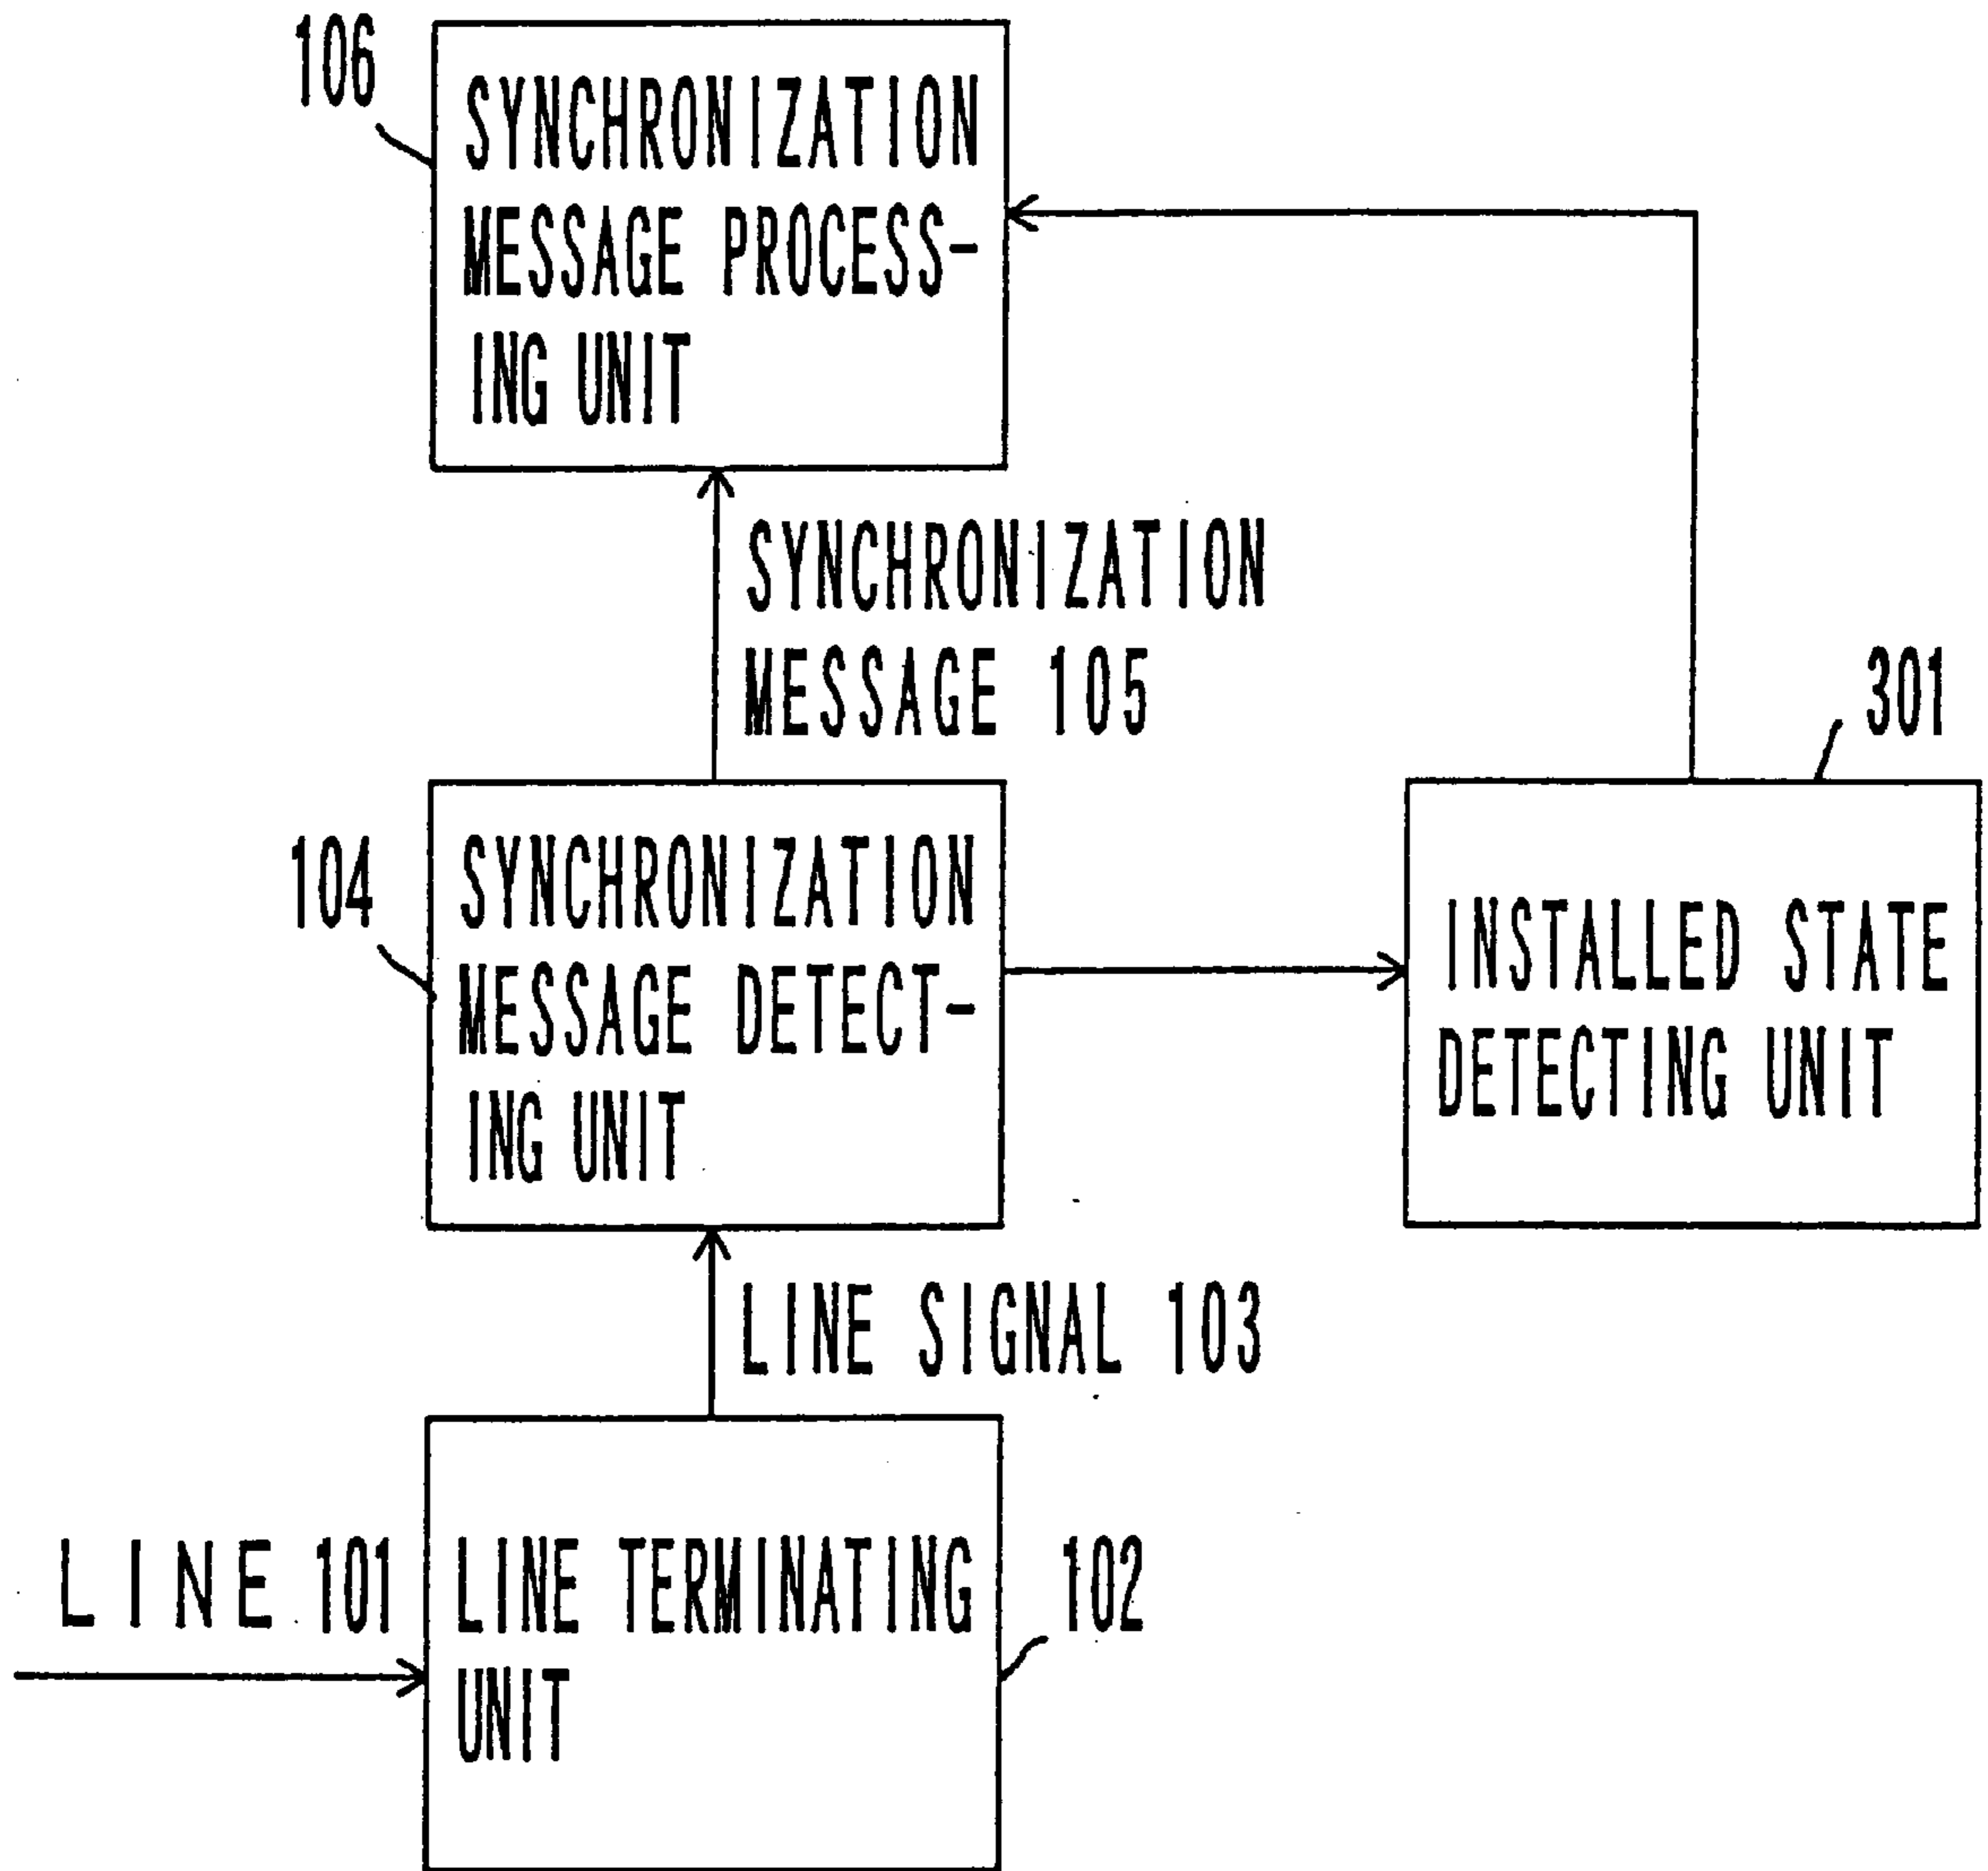 106
SYNCHRONIZATION
MESSAGE PROCESS-
ING UNIT
SYNCHRONIZATION
MESSAGE 105
301
104
SYNCHRONIZATION
MESSAGE DETECT-
ING UNIT
INSTALLED STATE
DETECTING UNIT
LINE SIGNAL 103
LINE 101
LINE TERMINATING
UNIT
102